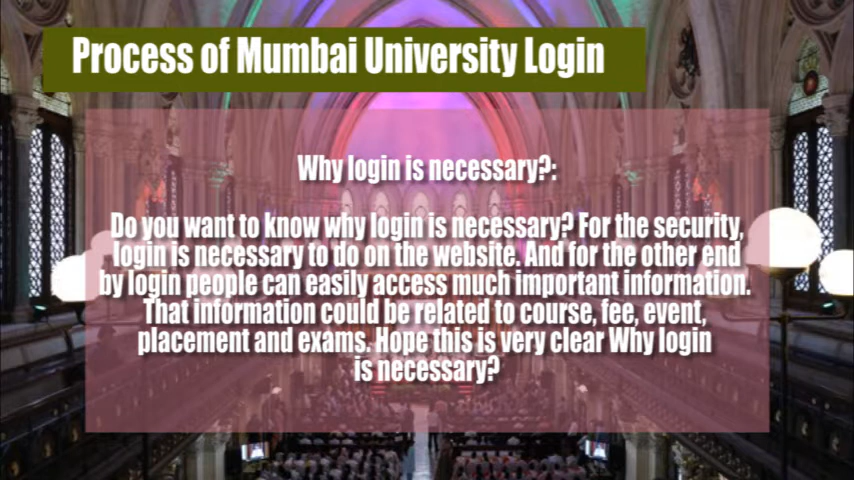 Process of Mumbai University Login
Why login is necessary?:
Do you want to know why login is necessary? For the security,
login is necessary to do on the website. And for the other end
by login people can easily access much important information.
That information could be related to course, fee, event,
placement and exams. Hope this is very clear Why login
is necessary?